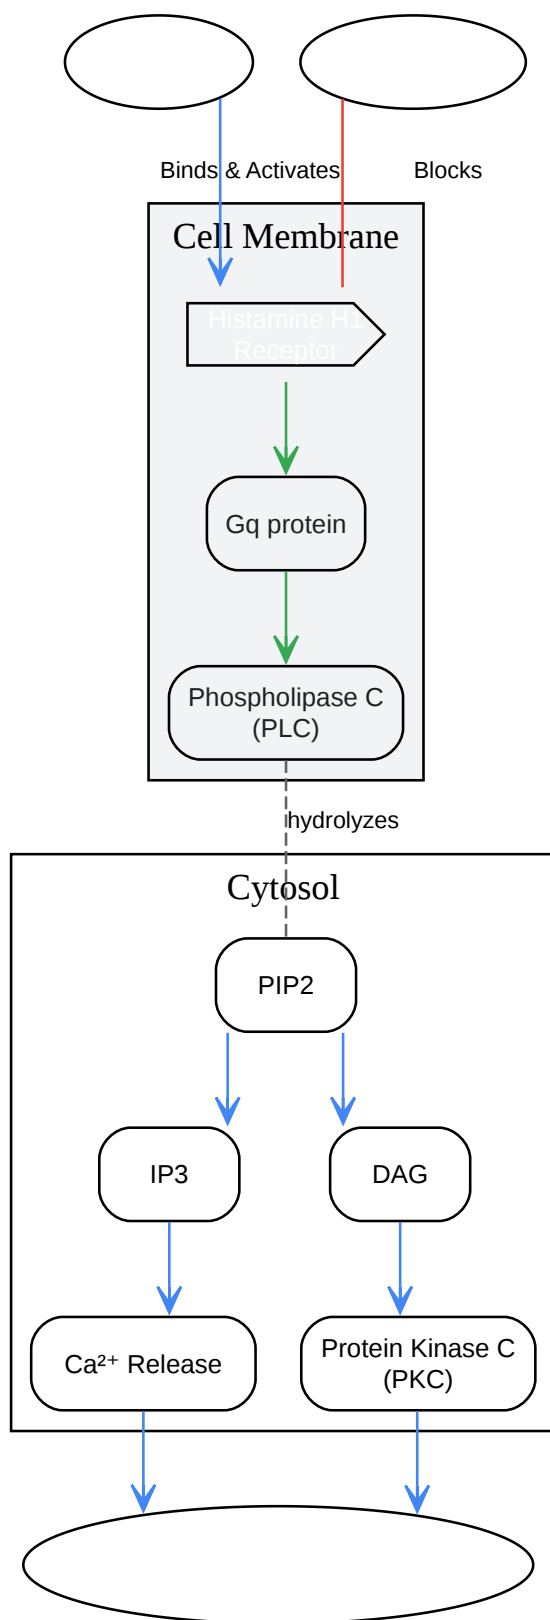 Binds & Activates
Blocks
Cell Membrane
Histamine H1
Receptor
Gq protein
Phospholipase C
(PLC)
hydrolyzes
Cytosol
PIP2
IP3
DAG
Ca²⁺ Release
Protein Kinase C
(PKC)